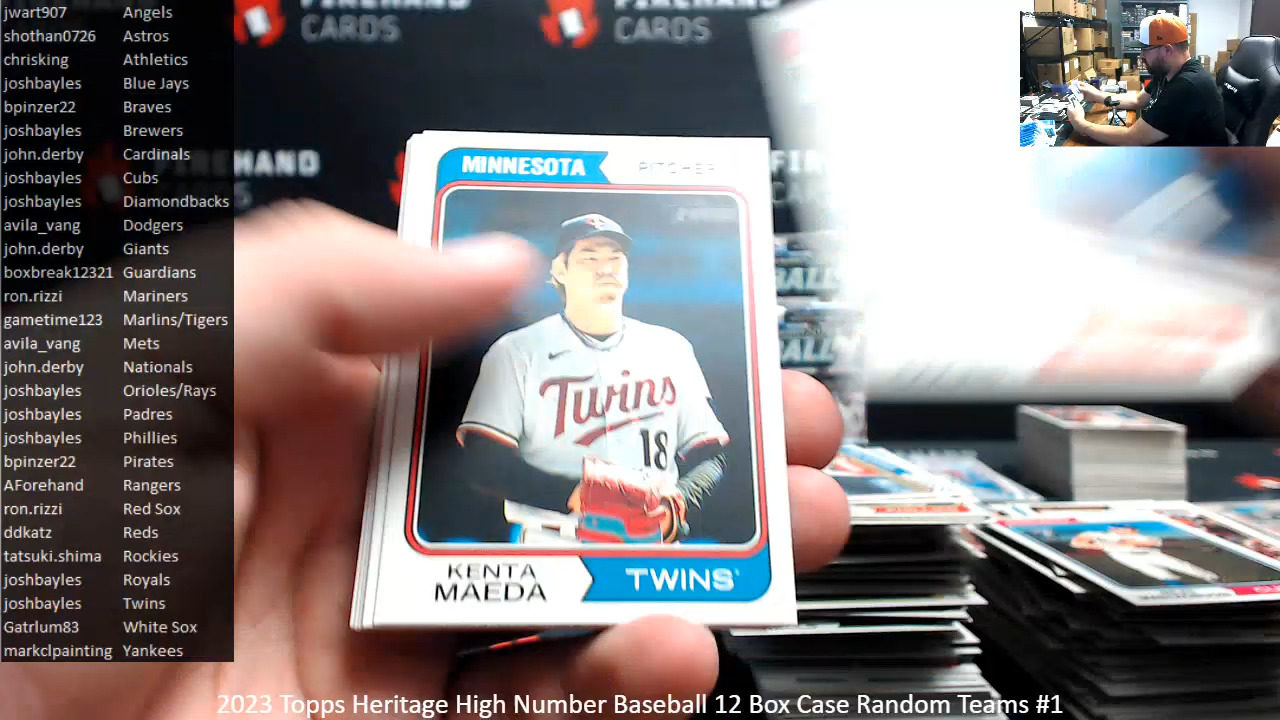 jwart907 Angels
shothan0726 Astros
chrisking Athletics
joshbayles Blue Jays
bpinzer22 Braves
joshbayles Brewers
john.derby Cardinals
joshbayles Cubs
joshbayles Diamondbacks
avila_vang Dodgers
john.derby Giants
boxbreak12321 Guardians
ron.rizzi Mariners
gametime123 Marlins/Tigers
avila_vang Mets
john.derby Nationals
joshbayles Orioles/Rays
joshbayles Padres
joshbayles Phillies
bpinzer22 Pirates
AForehand Rangers
ron.rizzi Red Sox
ddkatz Reds
tatsuki.shima Rockies
joshbayles Royals
joshbayles Twins
Gatrlum83 White Sox
markclpainting Yankees
CARDS
CARDS
MINNESOTA PITCHER
Twins
18
KENTA
MAEDA
TWINS
2023 Topps Heritage High Number Baseball 12 Box Case Random Teams #1